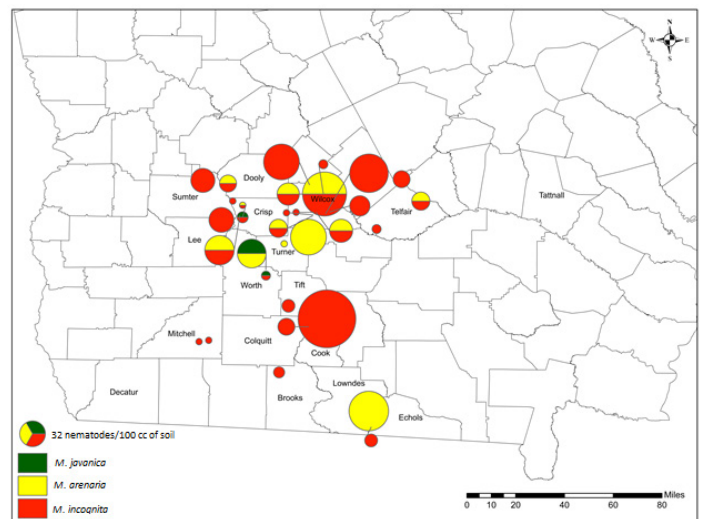 N
W E
S
Dooly
Sumter
Wilcox
Tattnall
Crisp
Telfair
Lee
Turner
Worth
Tift
Mitchell
Colquitt
Cook
Decatur
Lowndes
Brooks
Echols
32 nematodes/100 cc of soil
M. javanica
M. arenaria
M. incognita
Miles
0 5 10 20 40 60 80